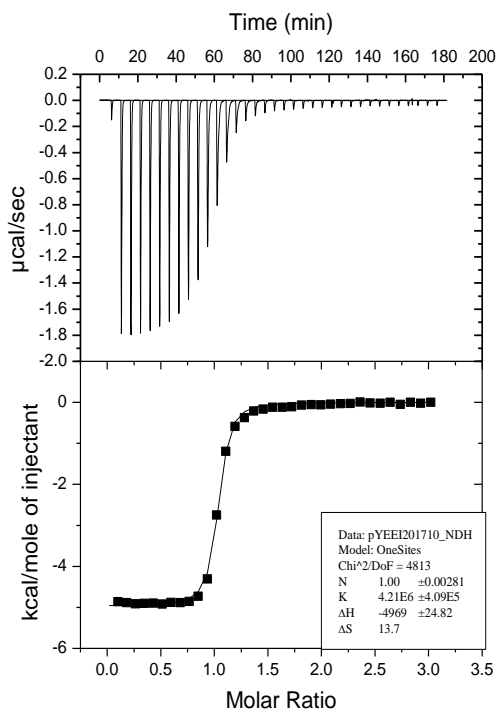 Time (min)
0 20 40 60 80 100 120 140 160 180 200
0.2
0.0
-0.2
-0.4
-0.6
-0.8
-1.0
-1.2
-1.4
-1.6
-1.8
-2.0
µcal/sec
0
-2
-4
-6
kcal/mole of injectant
Data: pYEEI201710_NDH
Model: OneSites
Chi^2/DoF = 4813
N 1.00 ±0.00281
K 4.21E6 ±4.09E5
ΔH -4969 ±24.82
ΔS 13.7
0.0 0.5 1.0 1.5 2.0 2.5 3.0 3.5
Molar Ratio